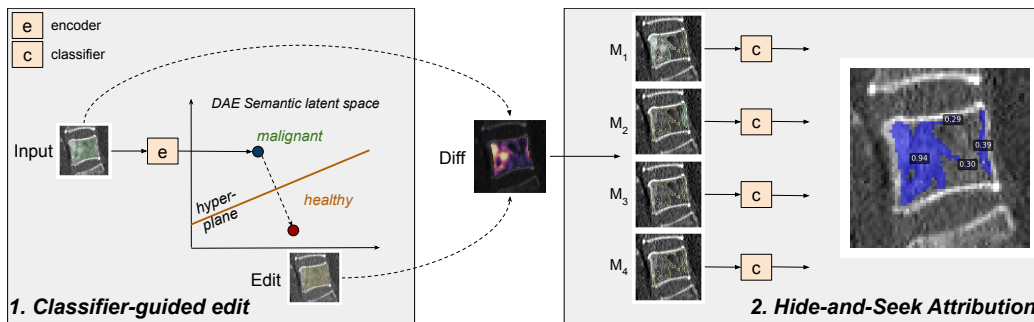 e encoder
c classifier
DAE Semantic latent space
malignant
Input
e
hyper-
plane
healthy
Edit
1. Classifier-guided edit
Diff
M1
c
M2
c
M3
c
M4
c
0.29
0.39
0.94
0.30
2. Hide-and-Seek Attribution